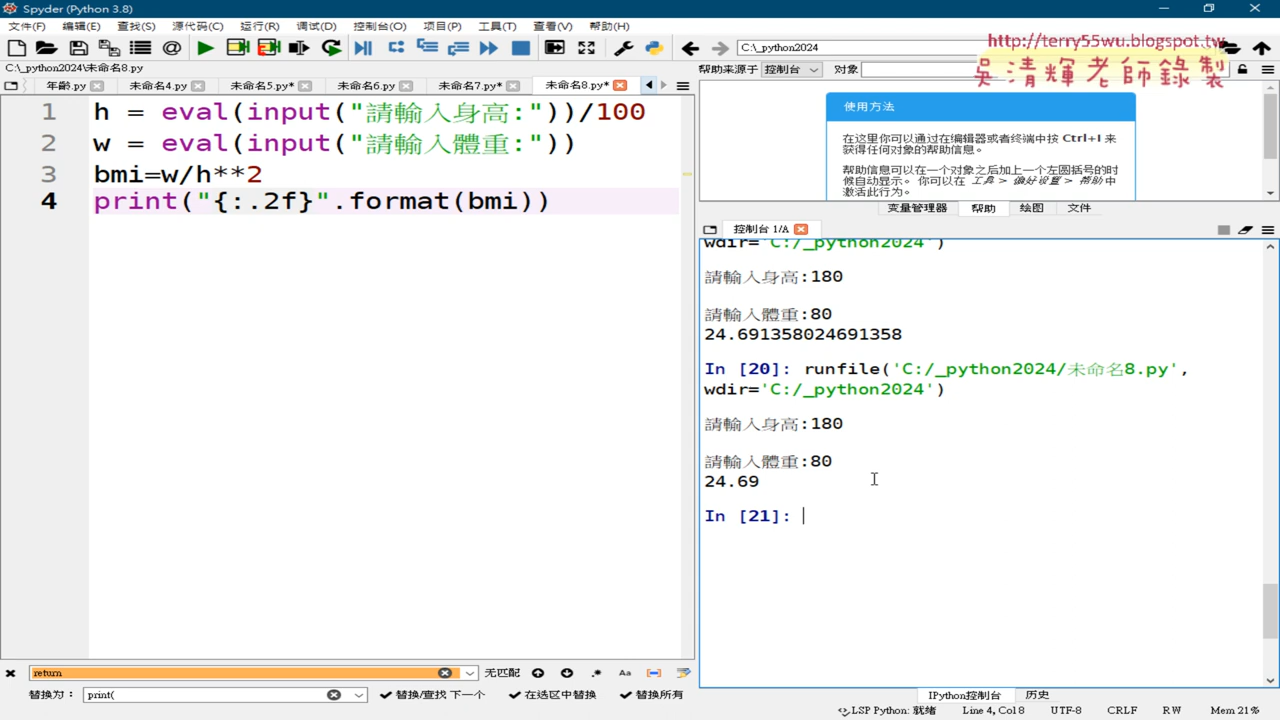 Spyder (Python 3.8)
文件(F) 编辑(E) 查找(S) 源代码(C) 运行(R) 调试(D) 控制台(O) 项目(P) 工具(T) 查看(V) 帮助(H)
C:\_python2024
http://terry55wu.blogspot.tw
吳清輝老師錄製
C:\_python2024\未命名8.py
帮助来源于 控制台 对象
年齡.py 未命名4.py 未命名5.py* 未命名6.py 未命名7.py* 未命名8.py*
1 h = eval(input("請輸入身高:"))/100
2 w = eval(input("請輸入體重:"))
3 bmi=w/h**2
4 print("{:.2f}".format(bmi))
使用方法
在这里你可以通过在编辑器或者终端中按 Ctrl+I 来
获得任何对象的帮助信息。
帮助信息可以在一个对象之后加上一个左圆括号的时
候自动显示。 你可以在 工具 > 偏好设置 > 帮助 中
激活此行为。
变量管理器 帮助 绘图 文件
控制台 1/A
wdir='C:/_python2024')
請輸入身高:180
請輸入體重:80
24.691358024691358
In [20]: runfile('C:/_python2024/未命名8.py',
wdir='C:/_python2024')
請輸入身高:180
請輸入體重:80
24.69
In [21]:
return 无匹配 Aa
替换为: print( 替换/查找 下一个 在选区中替换 替换所有
IPython控制台 历史
LSP Python: 就绪 Line 4, Col 8 UTF-8 CRLF RW Mem 21%